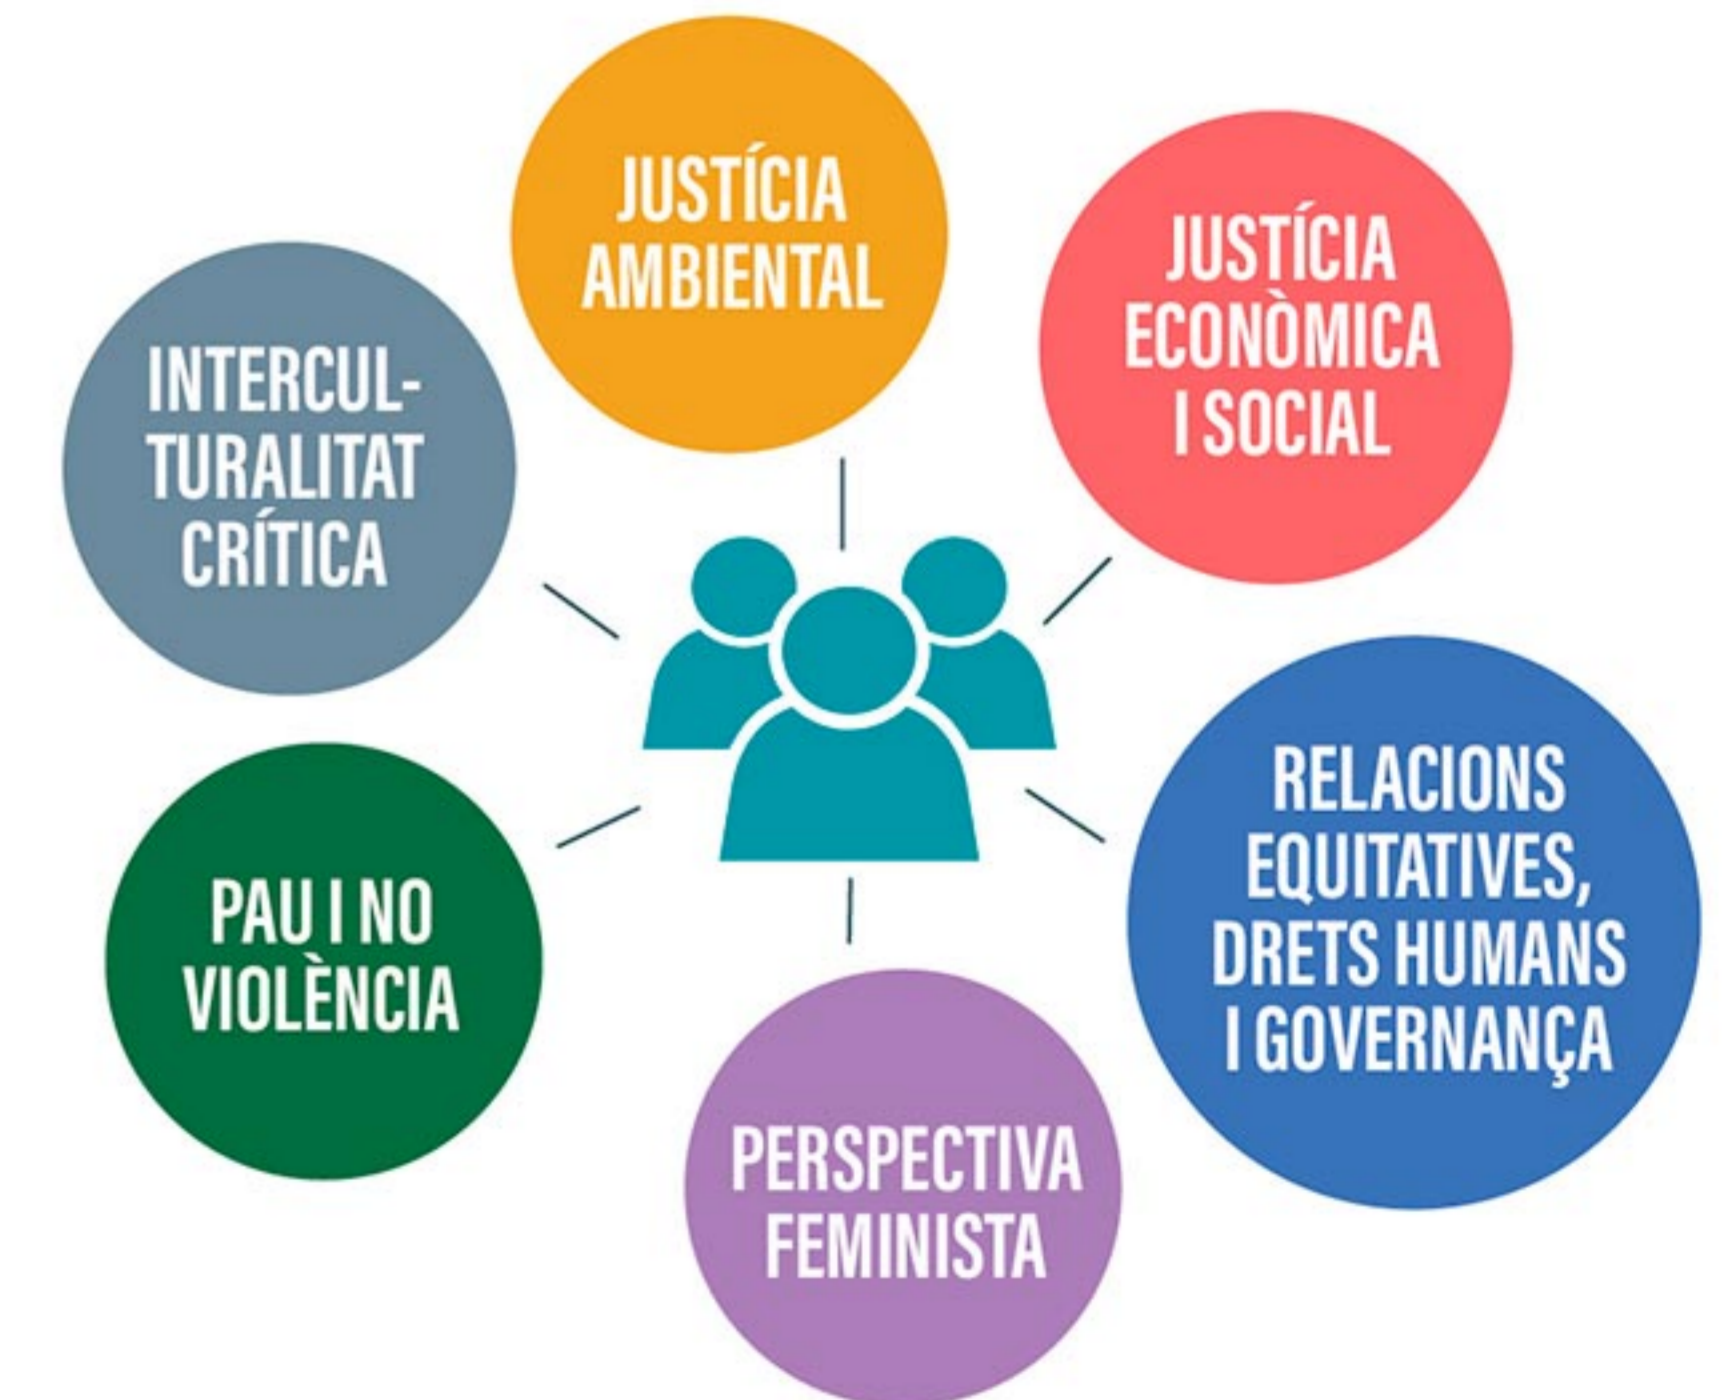 JUSTÍCIA
AMBIENTAL
JUSTÍCIA
ECONÒMICA
I SOCIAL
RELACIONS
EQUITATIVES,
DRETS HUMANS
I GOVERNANÇA
PERSPECTIVA
FEMINISTA
PAU I NO
VIOLÈNCIA
INTERCUL-
TURALITAT
CRÍTICA